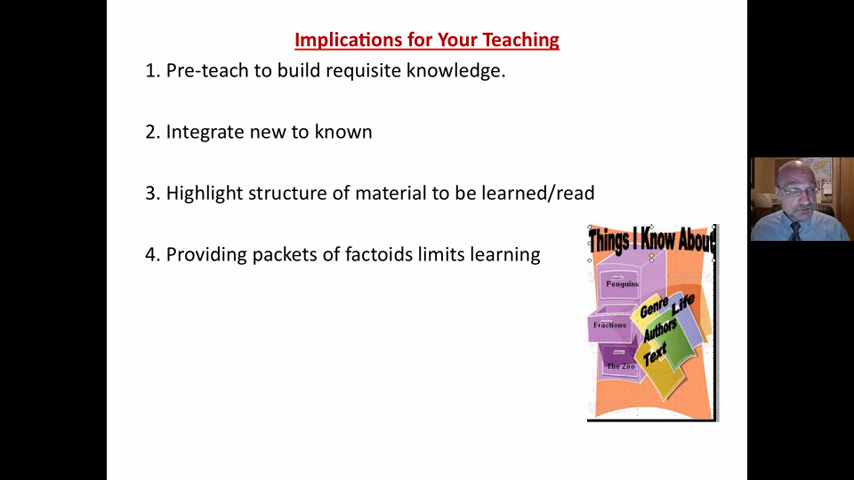 Implications for Your Teaching
1. Pre-teach to build requisite knowledge.
2. Integrate new to known
3. Highlight structure of material to be learned/read
4. Providing packets of factoids limits learning
Things I Know About
Penguins
Fractions
The Zoo
Genre
Life
Authors
Text